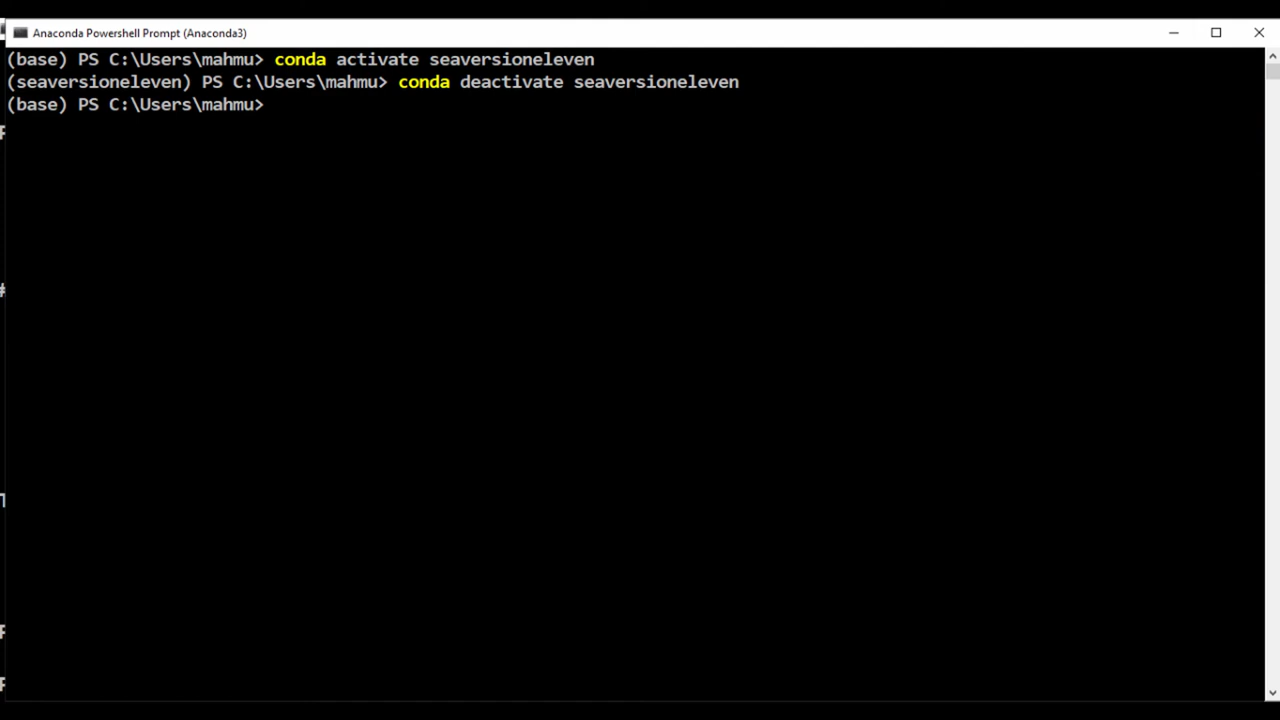 Anaconda Powershell Prompt (Anaconda3)
(base) PS C:\Users\mahmu> conda activate seaversioneleven
(seaversioneleven) PS C:\Users\mahmu> conda deactivate seaversioneleven
(base) PS C:\Users\mahmu>